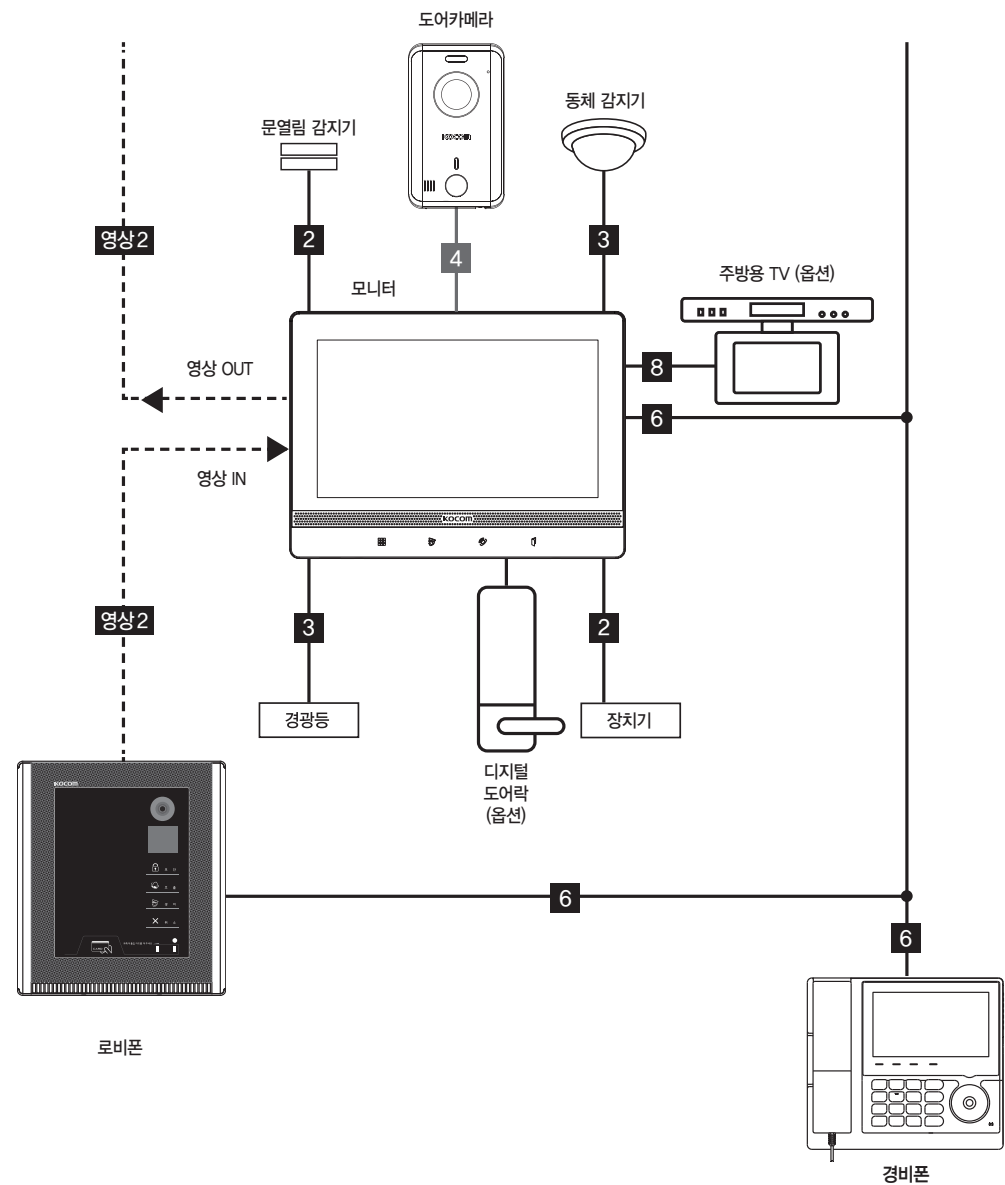 도어카메라
동체 감지기
문열림 감지기
KOCOM
영상2
2
4
3
주방용 TV (옵션)
모니터
영상 OUT
8
6
영상 IN
KOCOM
영상2
3
2
경광등
장치기
디지털
도어락
(옵션)
KOCOM
6
6
로비폰
경비폰